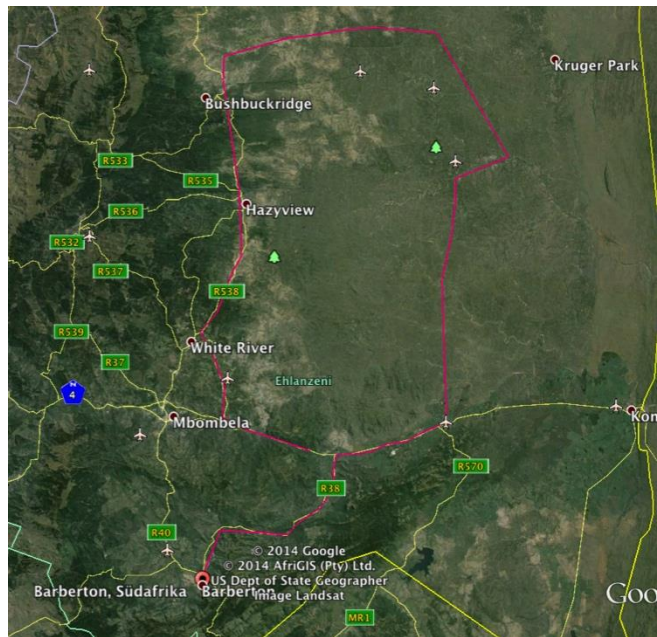 Kruger Park
Bushbuckridge
R533
R535
Hazyview
R536
R532
R537
R538
R539
White River
R37
Ehlanzeni
4
Mbombela
Kom
R570
R38
R40
© 2014 Google
© 2014 AfriGIS (Pty) Ltd.
US Dept of State Geographer
Image Landsat
Barberton, Südafrika
Barberton
Goo
MR1